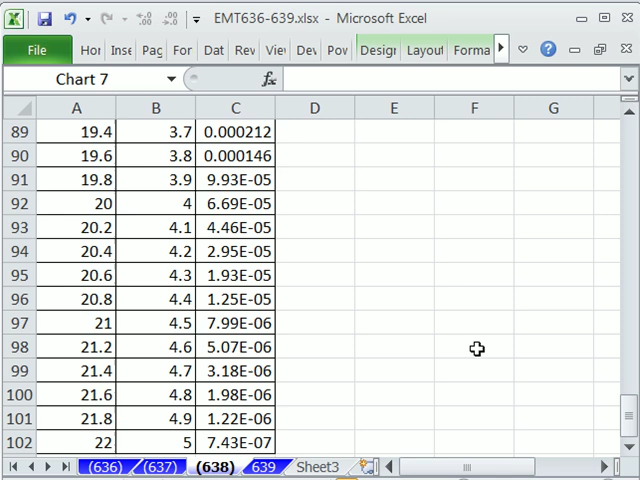 EMT636-639.xlsx - Microsoft Excel
File Hor Inse Pag For Dat Rev Viev Dev Pov Design Layout Forma
Chart 7 fx
A B C D E F G
89 19.4 3.7 0.000212
90 19.6 3.8 0.000146
91 19.8 3.9 9.93E-05
92 20 4 6.69E-05
93 20.2 4.1 4.46E-05
94 20.4 4.2 2.95E-05
95 20.6 4.3 1.93E-05
96 20.8 4.4 1.25E-05
97 21 4.5 7.99E-06
98 21.2 4.6 5.07E-06
99 21.4 4.7 3.18E-06
100 21.6 4.8 1.98E-06
101 21.8 4.9 1.22E-06
102 22 5 7.43E-07
(636) (637) (638) 639 Sheet3